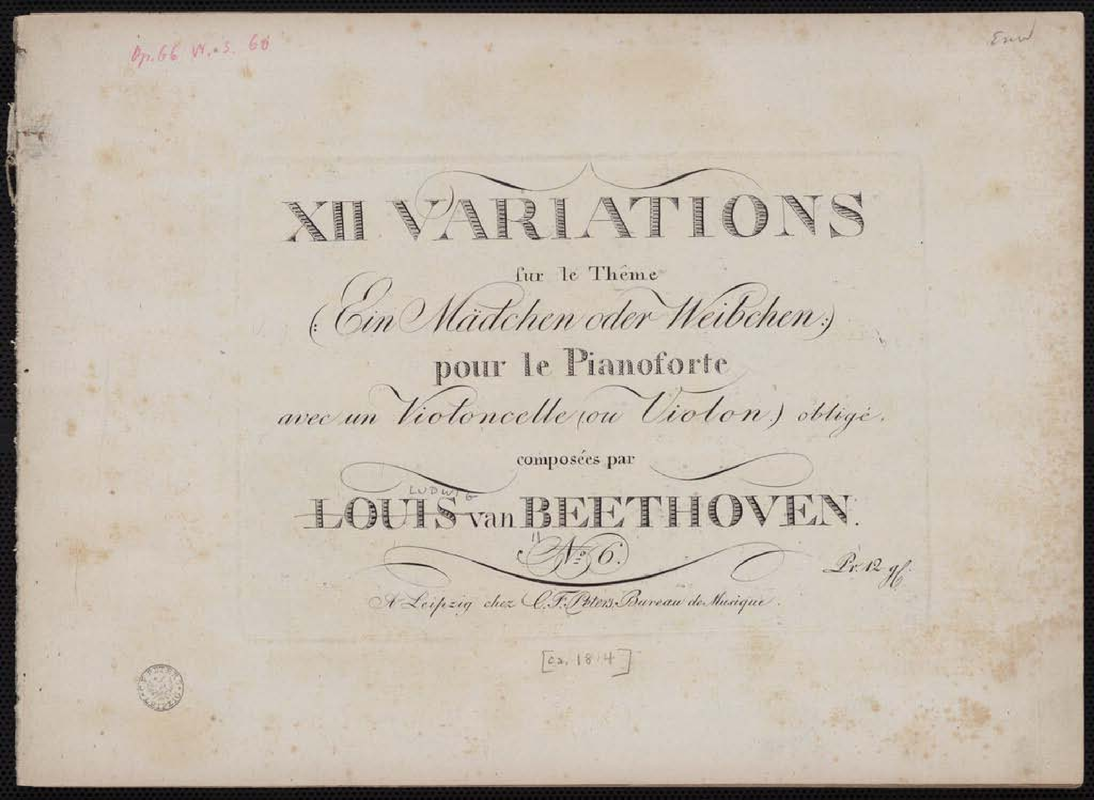 Op. 66
XII VARIATIONS
sur le Thême
(: Ein Mädchen oder Weibchen :)
pour le Pianoforte
avec un Violoncelle (ou Violon.) obligé.
composées par
LUDWIG
LOUIS van BEETHOVEN.
No. 6.
Pr. 12 gſ.
A Leipzig chez C. F. Peters, Bureau de Musique.
[ca. 1814]